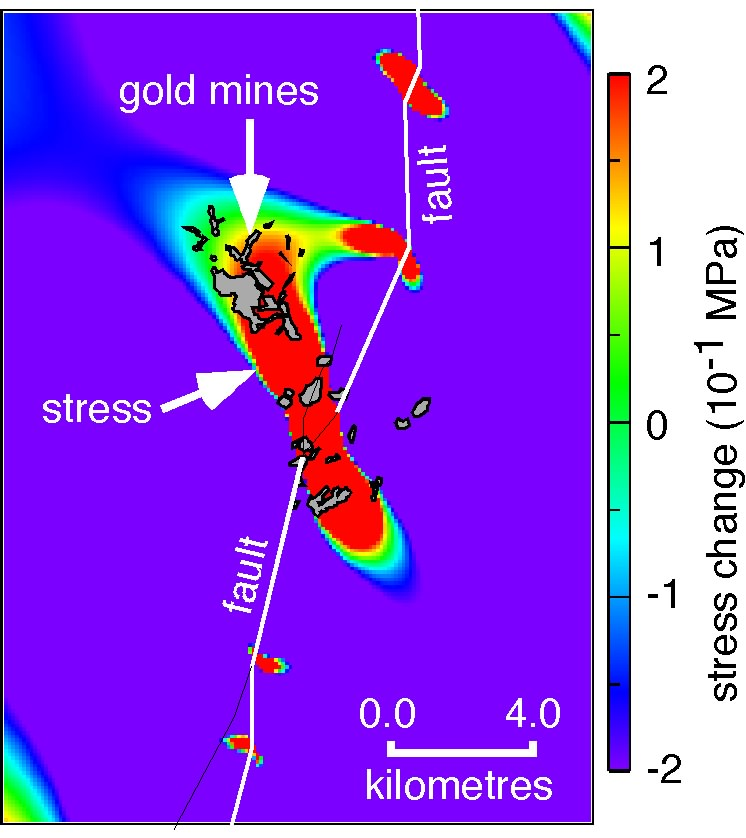 gold mines
fault
stress
fault
0.0 4.0
kilometres
2
1
0
-1
-2
stress change (10-1 MPa)